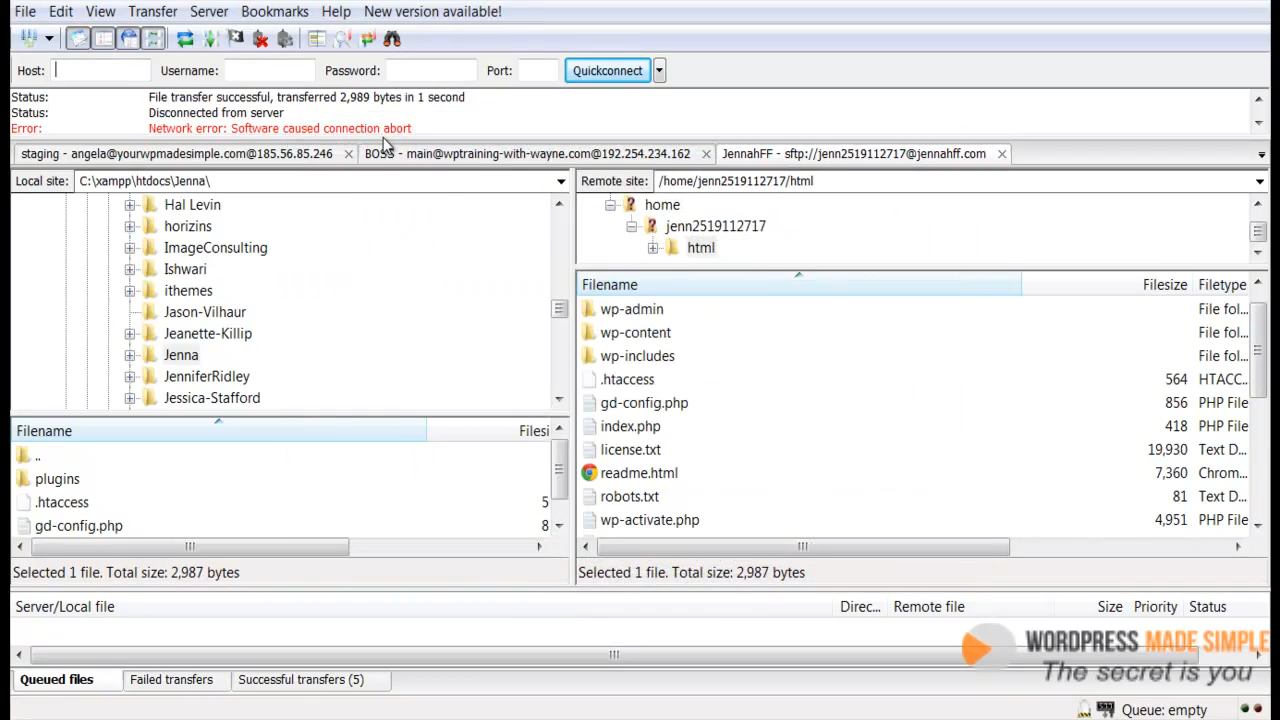 File Edit View Transfer Server Bookmarks Help New version available!
Host: Username: Password: Port: Quickconnect
Status: File transfer successful, transferred 2,989 bytes in 1 second
Status: Disconnected from server
Error: Network error: Software caused connection abort
staging - angela@yourwpmadesimple.com@185.56.85.246 BOSS - main@wptraining-with-wayne.com@192.254.234.162 JennahFF - sftp://jenn2519112717@jennahff.com
Local site: C:\xampp\htdocs\Jenna\
Hal Levin
horizins
ImageConsulting
Ishwari
ithemes
Jason-Vilhaur
Jeanette-Killip
Jenna
JenniferRidley
Jessica-Stafford
Filename Filesi
..
plugins
.htaccess 5
gd-config.php 8
Selected 1 file. Total size: 2,987 bytes
Remote site: /home/jenn2519112717/html
home
jenn2519112717
html
Filename Filesize Filetype
wp-admin File fol...
wp-content File fol...
wp-includes File fol...
.htaccess 564 HTACC...
gd-config.php 856 PHP File
index.php 418 PHP File
license.txt 19,930 Text D...
readme.html 7,360 Chrom...
robots.txt 81 Text D...
wp-activate.php 4,951 PHP File
Selected 1 file. Total size: 2,987 bytes
Server/Local file Direc... Remote file Size Priority Status
WORDPRESS MADE SIMPLE
The secret is you
Queued files Failed transfers Successful transfers (5)
Queue: empty